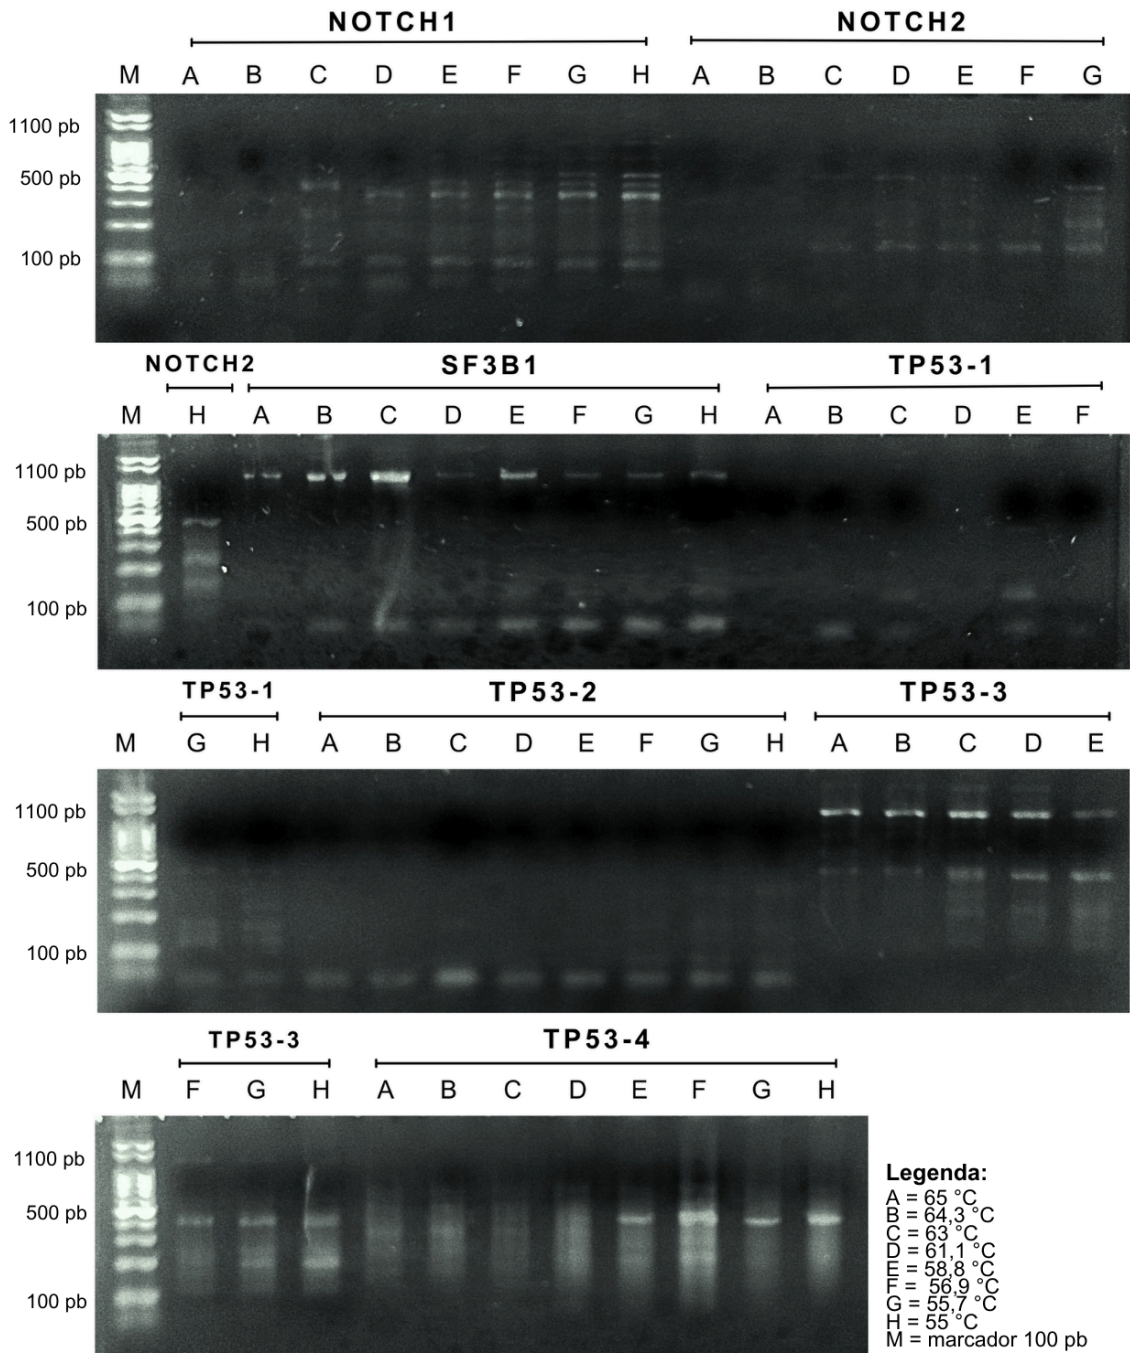 NOTCH1 NOTCH2
M A B C D E F G H A B C D E F G
1100 pb
500 pb
100 pb
NOTCH2 SF3B1 TP53-1
M H A B C D E F G H A B C D E F
1100 pb
500 pb
100 pb
TP53-1 TP53-2 TP53-3
M G H A B C D E F G H A B C D E
1100 pb
500 pb
100 pb
TP53-3 TP53-4
M F G H A B C D E F G H
1100 pb
500 pb
100 pb
Legenda:
A = 65 °C
B = 64,3 °C
C = 63 °C
D = 61,1 °C
E = 58,8 °C
F = 56,9 °C
G = 55,7 °C
H = 55 °C
M = marcador 100 pb